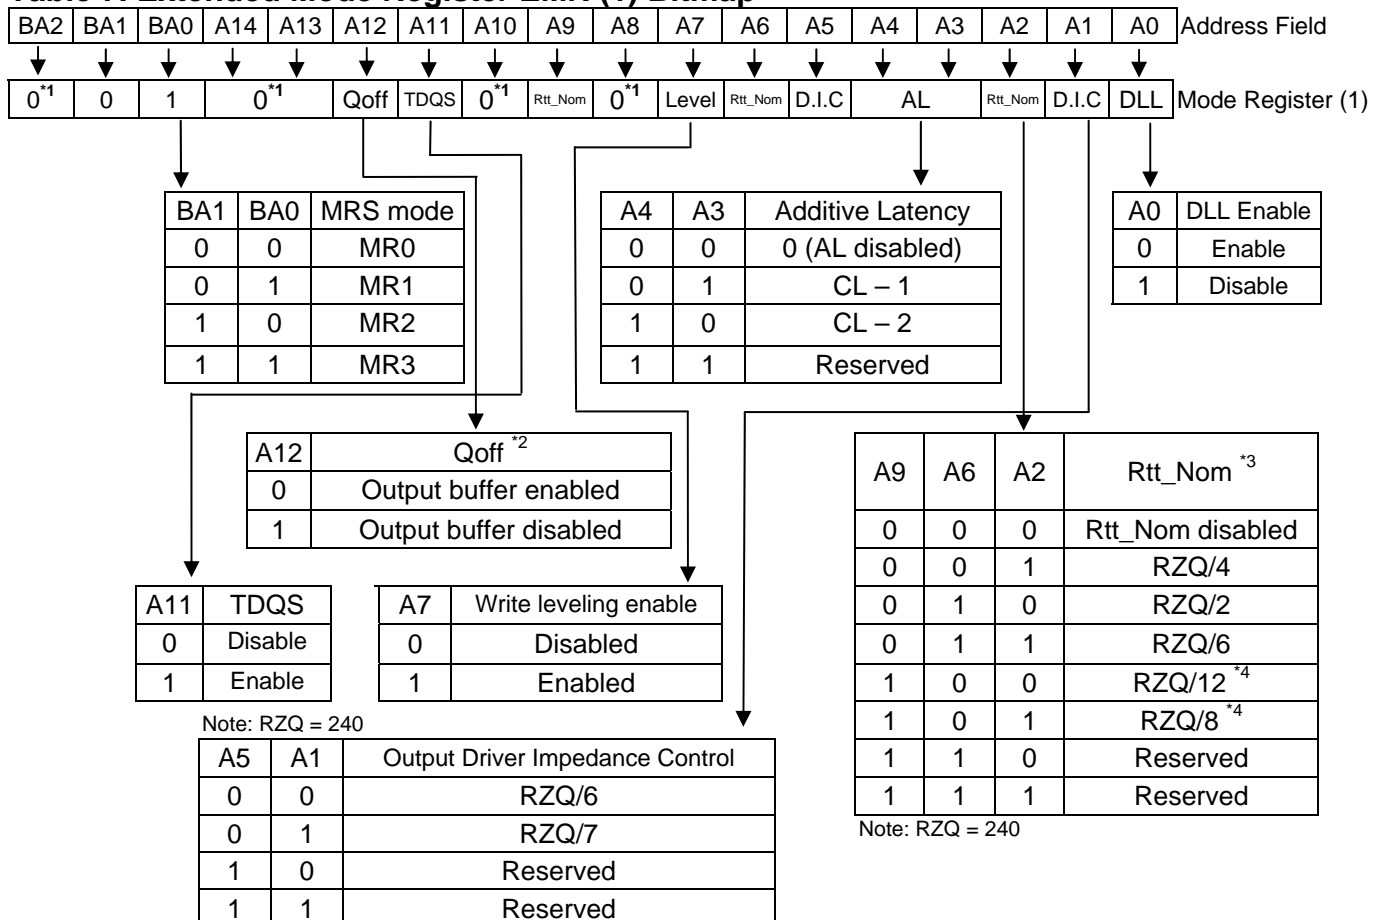 BA2 BA1 BA0 A14 A13 A12 A11 A10 A9 A8 A7 A6 A5 A4 A3 A2 A1 A0 Address Field
0*1 0 1 0*1 Qoff TDQS 0*1 Rtt_Nom 0*1 Level Rtt_Nom D.I.C AL Rtt_Nom D.I.C DLL Mode Register (1)
BA1 BA0 MRS mode
0 0 MR0
0 1 MR1
1 0 MR2
1 1 MR3
A4 A3 Additive Latency
0 0 0 (AL disabled)
0 1 CL – 1
1 0 CL – 2
1 1 Reserved
A0 DLL Enable
0 Enable
1 Disable
A12 Qoff *2
0 Output buffer enabled
1 Output buffer disabled
A9 A6 A2 Rtt_Nom *3
0 0 0 Rtt_Nom disabled
0 0 1 RZQ/4
0 1 0 RZQ/2
0 1 1 RZQ/6
1 0 0 RZQ/12 *4
1 0 1 RZQ/8 *4
1 1 0 Reserved
1 1 1 Reserved
Note: RZQ = 240
A11 TDQS
0 Disable
1 Enable
A7 Write leveling enable
0 Disabled
1 Enabled
Note: RZQ = 240
A5 A1 Output Driver Impedance Control
0 0 RZQ/6
0 1 RZQ/7
1 0 Reserved
1 1 Reserved